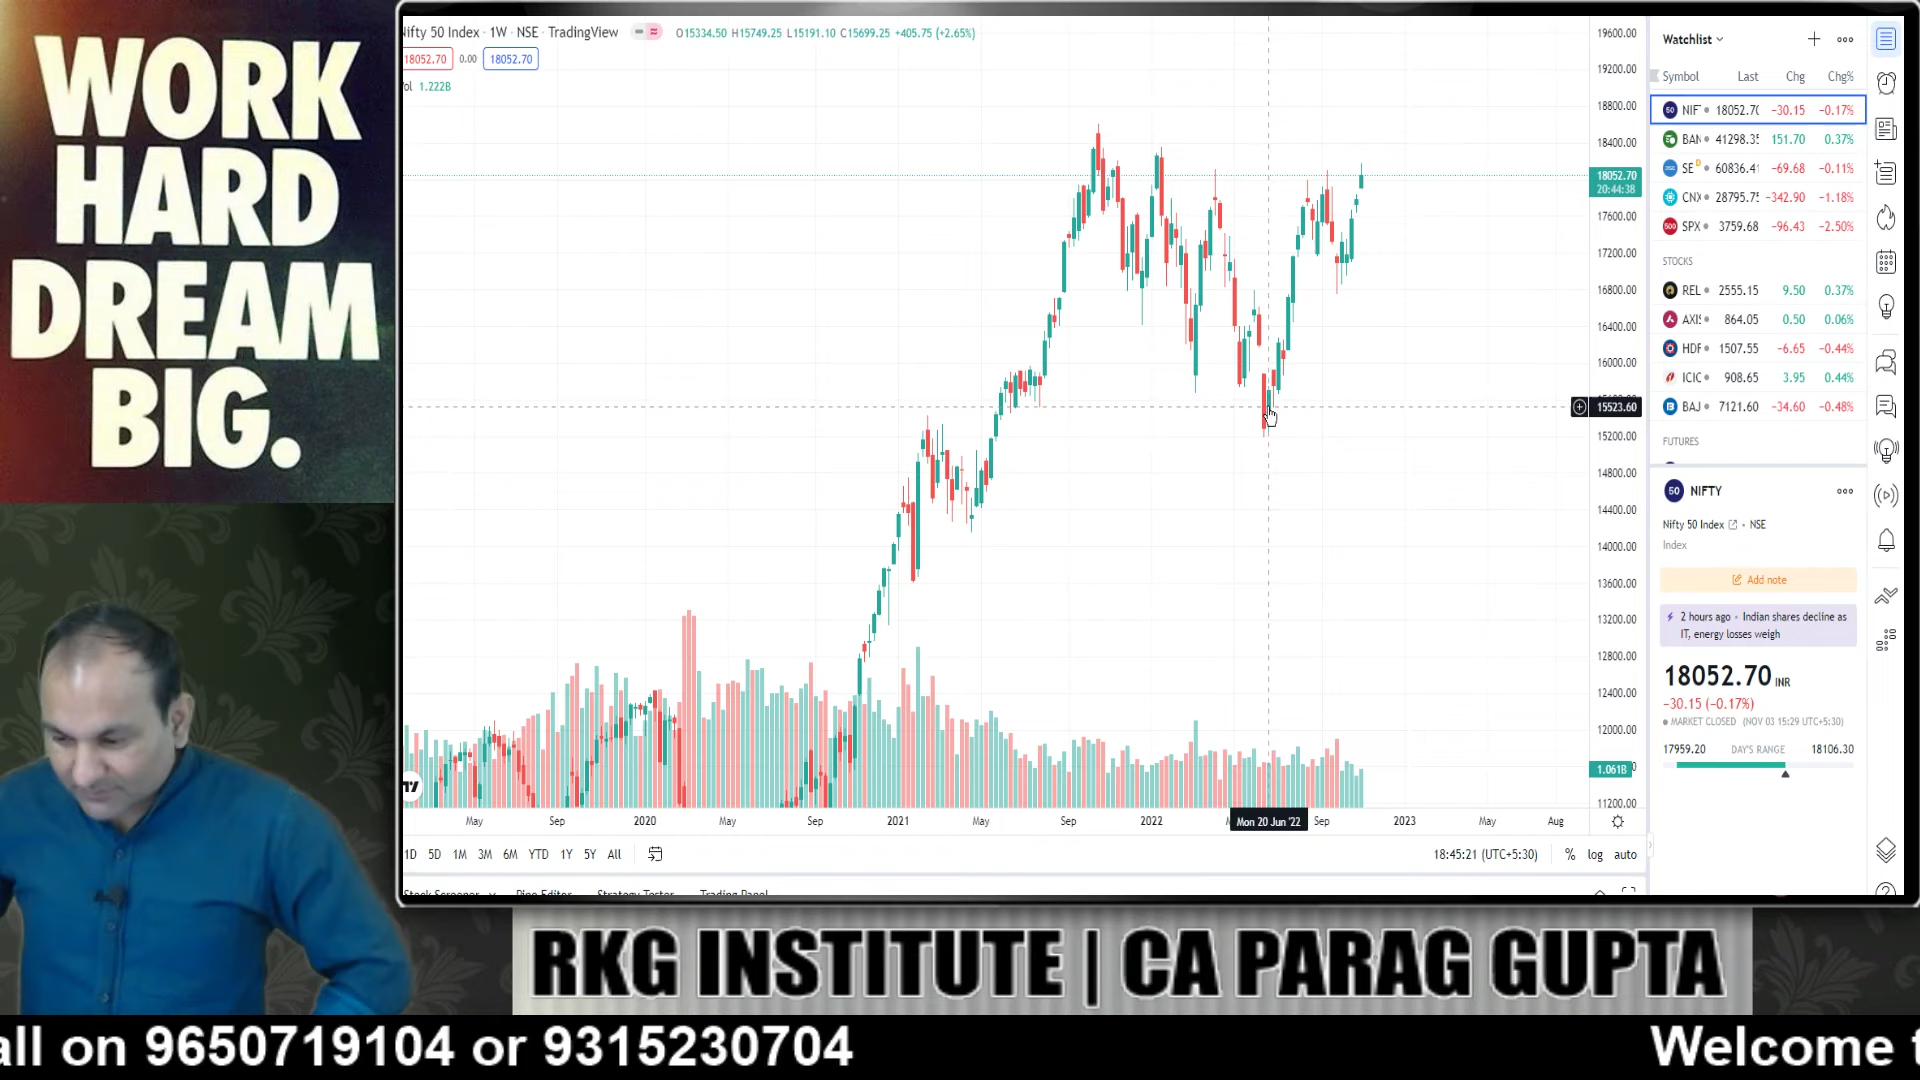 WORK
HARD
DREAM
BIG.
Nifty 50 Index · 1W · NSE · TradingView
O15334.50 H15749.25 L15191.10 C15699.25 +405.75 (+2.65%)
18052.70 0.00 18052.70
1.222B
19600.00
19200.00
18800.00
18400.00
18052.70
20:44:38
17600.00
17200.00
16800.00
16400.00
16000.00
15523.60
15200.00
14800.00
14400.00
14000.00
13600.00
13200.00
12800.00
12400.00
12000.00
1.061B
11200.00
May Sep 2020 May Sep 2021 May Sep 2022 Mon 20 Jun '22 Sep 2023 May Aug
1D 5D 1M 3M 6M YTD 1Y 5Y All
18:45:21 (UTC+5:30) % log auto
Stock Screener Pine Editor Strategy Tester Trading Panel
Watchlist
Symbol Last Chg Chg%
NIF 18052.70 −30.15 −0.17%
BAN 41298.35 151.70 0.37%
SE D 60836.41 −69.68 −0.11%
CNX 28795.75 −342.90 −1.18%
SPX 3759.68 −96.43 −2.50%
STOCKS
REL 2555.15 9.50 0.37%
AXIS 864.05 0.50 0.06%
HDF 1507.55 −6.65 −0.44%
ICIC 908.65 3.95 0.44%
BAJ 7121.60 −34.60 −0.48%
FUTURES
50 NIFTY
Nifty 50 Index · NSE
Index
Add note
2 hours ago · Indian shares decline as
IT, energy losses weigh
18052.70 INR
−30.15 (−0.17%)
MARKET CLOSED (NOV 03 15:29 UTC+5:30)
17959.20 DAY'S RANGE 18106.30
RKG INSTITUTE | CA PARAG GUPTA
all on 9650719104 or 9315230704
Welcome